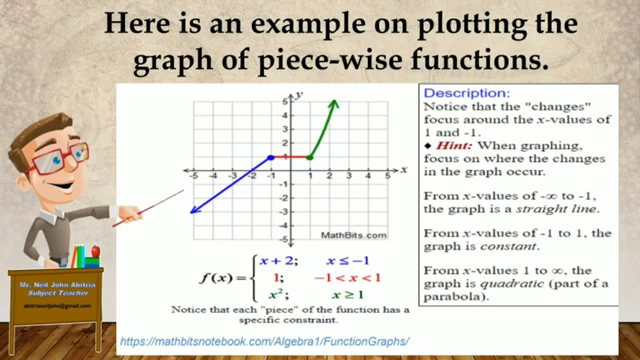 Here is an example on plotting the
graph of piece-wise functions.
y
5
4
3
2
1
-5 -4 -3 -2 -1 1 2 3 4 5 x
-1
-2
-3
-4
-5
MathBits.com
f(x) = { x + 2; x ≤ -1
1; -1 < x < 1
x²; x ≥ 1
Notice that each "piece" of the function has a
specific constraint.
Description:
Notice that the "changes"
focus around the x-values of
1 and -1.
◆ Hint: When graphing,
focus on where the changes
in the graph occur.
From x-values of -∞ to -1,
the graph is a straight line.
From x-values of -1 to 1, the
graph is constant.
From x-values 1 to ∞, the
graph is quadratic (part of a
parabola).
Mr. Neil John Abitria
Subject Teacher
https://mathbitsnotebook.com/Algebra1/FunctionGraphs/